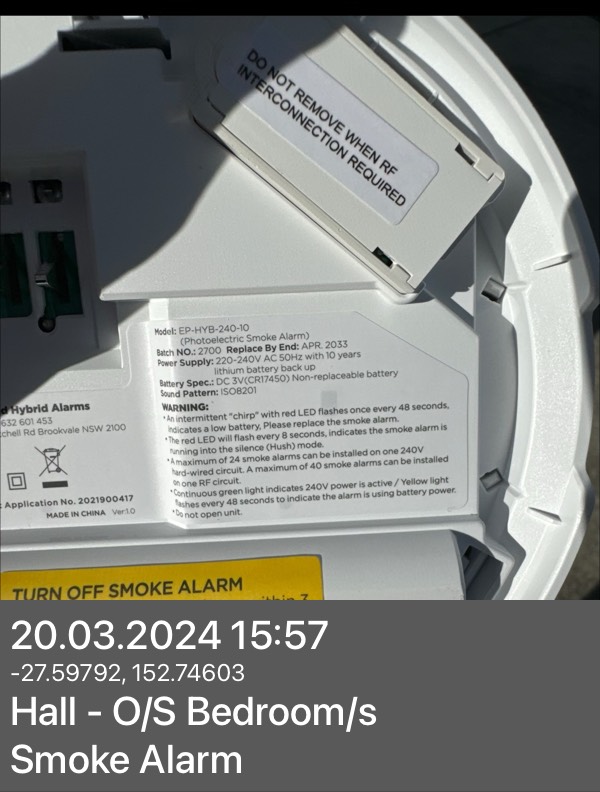 DO NOT REMOVE WHEN RF
INTERCONNECTION REQUIRED
Model: EP-HYB-240-10
(Photoelectric Smoke Alarm)
Batch NO.: 2700 Replace By End: APR. 2033
Power Supply: 220-240V AC 50Hz with 10 years
lithium battery back up
Battery Spec.: DC 3V(CR17450) Non-replaceable battery
Sound Pattern: ISO8201
WARNING:
*An intermittent "chirp" with red LED flashes once every 48 seconds,
indicates a low battery, Please replace the smoke alarm.
*The red LED will flash every 8 seconds, indicates the smoke alarm is
running into the silence (Hush) mode.
*A maximum of 24 smoke alarms can be installed on one 240V
hard-wired circuit. A maximum of 40 smoke alarms can be installed
on one RF circuit.
*Continuous green light indicates 240V power is active / Yellow light
flashes every 48 seconds to indicate the alarm is using battery power.
*Do not open unit.
Hybrid Alarms
632 601 453
Rd Brookvale NSW 2100
Application No. 2021900417
MADE IN CHINA Ver:1.0
TURN OFF SMOKE ALARM
20.03.2024 15:57
-27.59792, 152.74603
Hall - O/S Bedroom/s
Smoke Alarm